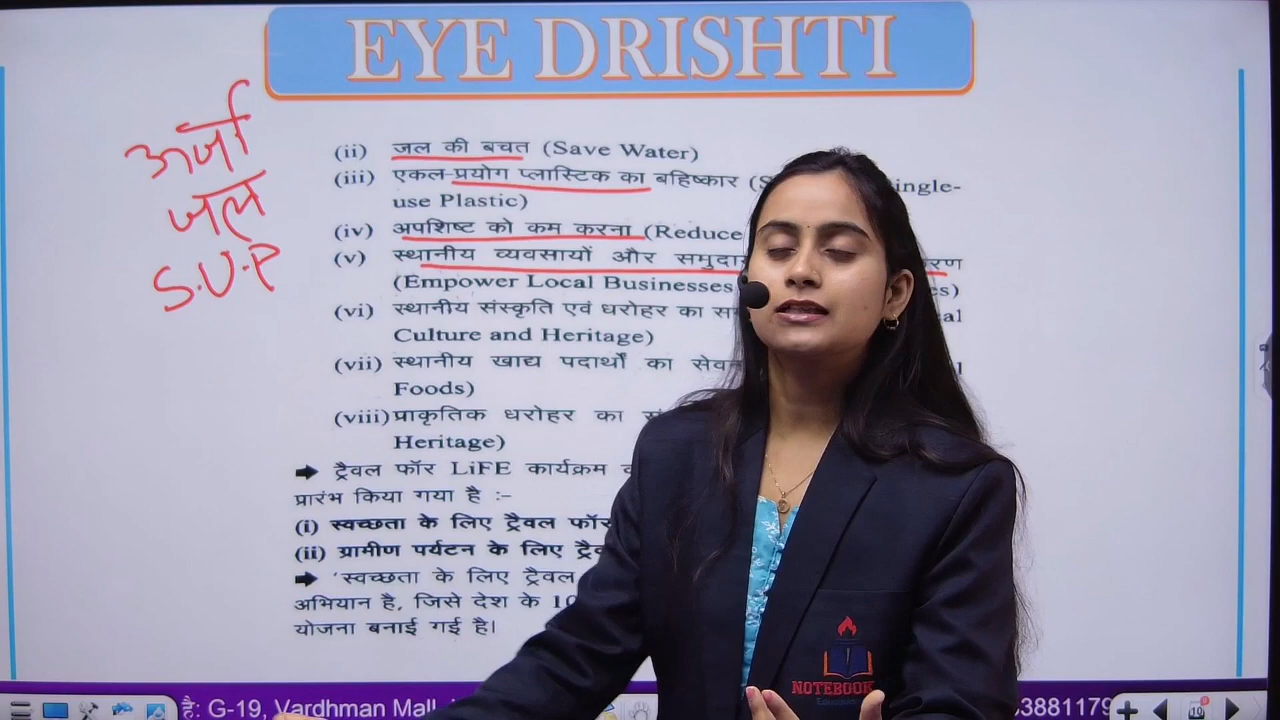 EYE DRISHTI
ऊर्जा
जल
S.U.P
(ii) जल की बचत (Save Water)
(iii) एकल-प्रयोग प्लास्टिक का बहिष्कार
use Plastic)
(iv) अपशिष्ट को कम करना (Reduce
(v) स्थानीय व्यवसायों और
(Empower Local Businesses
(vi) स्थानीय संस्कृति एवं धरोहर का
Culture and Heritage)
(vii) स्थानीय खाद्य पदार्थों का
Foods)
(viii) प्राकृतिक धरोहर का
Heritage)
➡ ट्रैवल फॉर LiFE कार्यक्रम
प्रारंभ किया गया है :-
(i) स्वच्छता के लिए ट्रैवल फॉर
(ii) ग्रामीण पर्यटन के लिए
➡ 'स्वच्छता के लिए ट्रैवल
अभियान है, जिसे देश के 10
योजना बनाई गई है।
है: G-19, Vardhman Mall,
3881179
10
NOTEBOOK